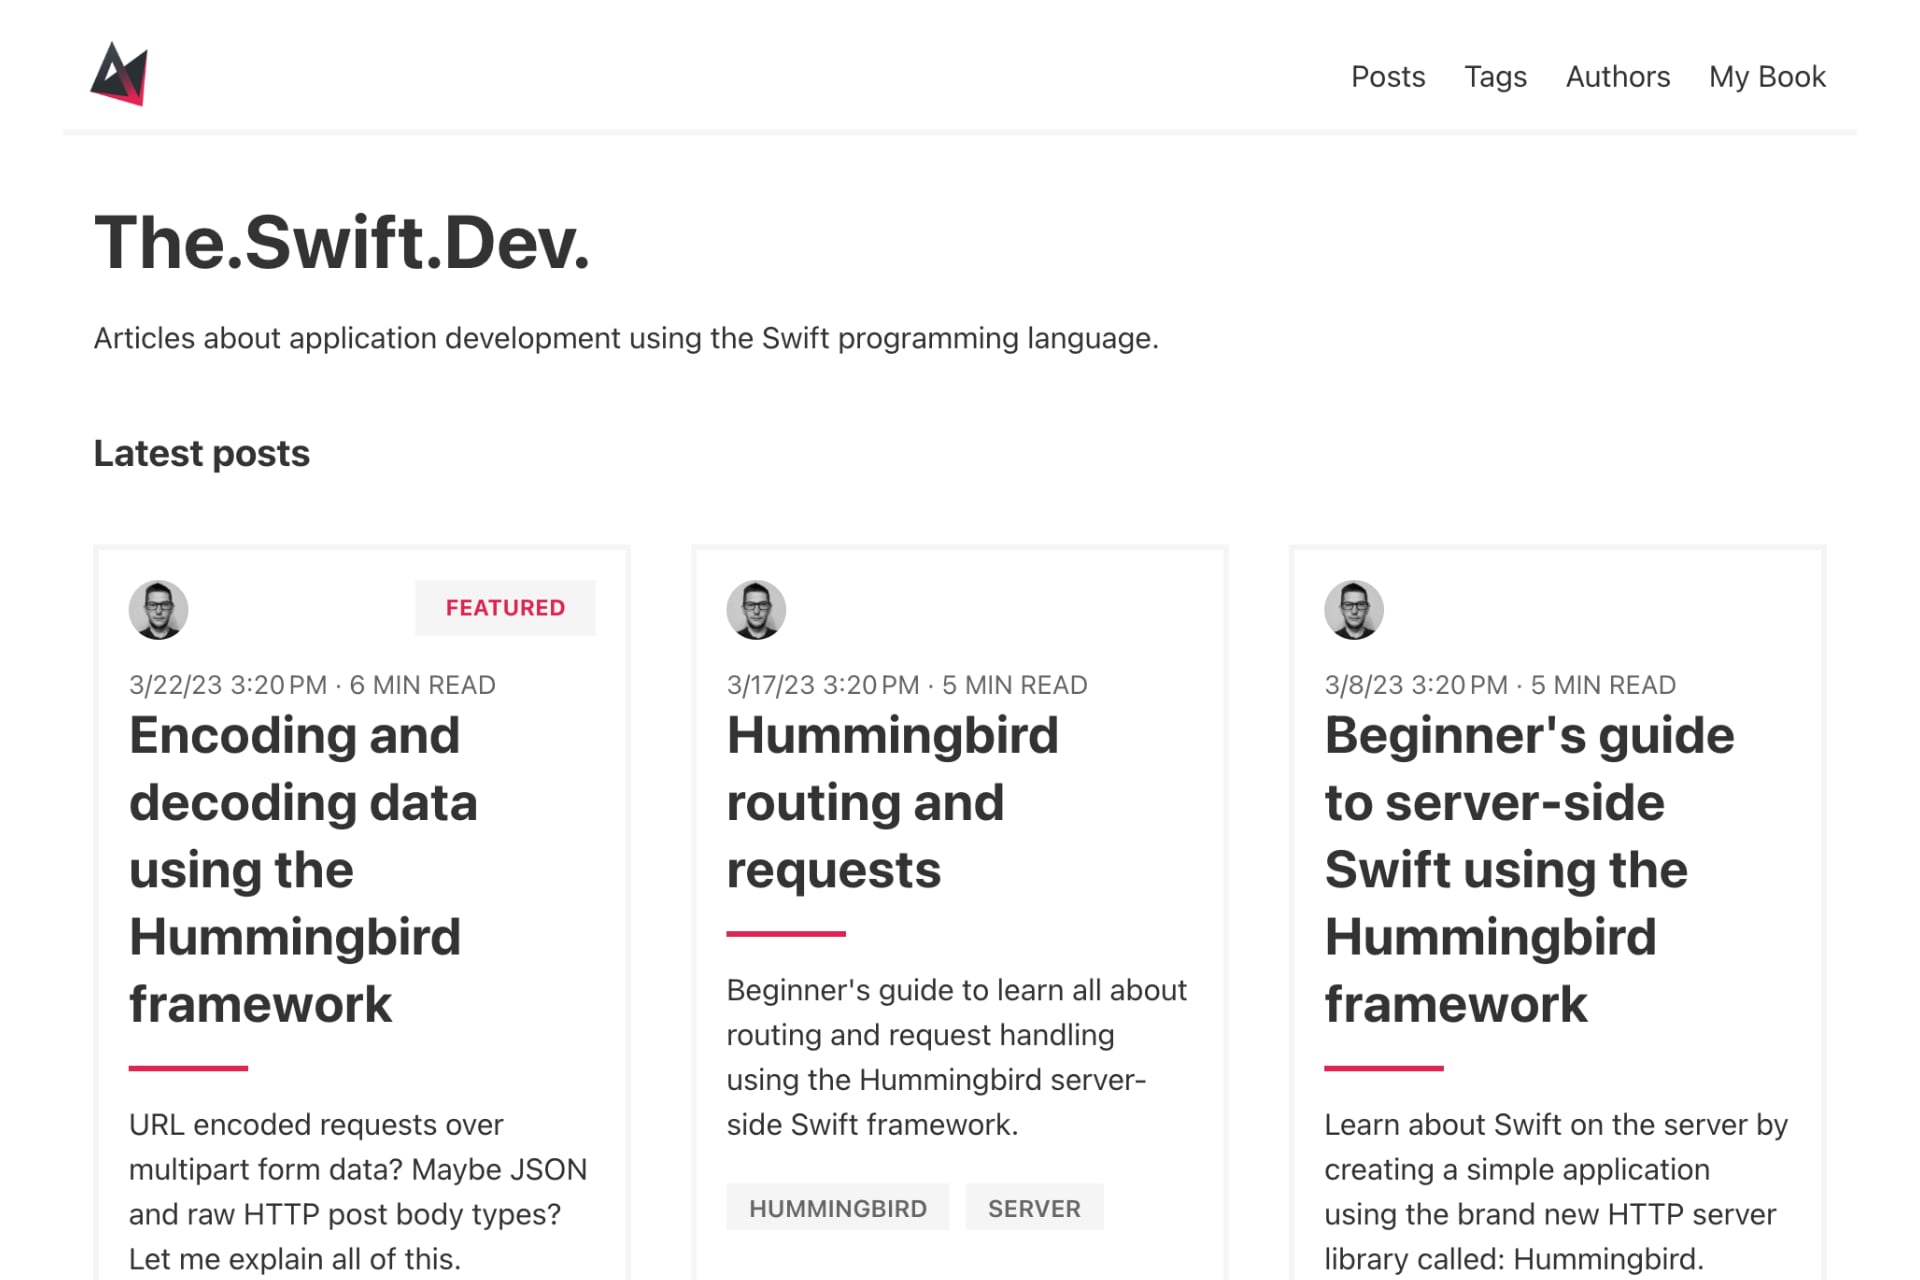 Posts Tags Authors My Book
The.Swift.Dev.
Articles about application development using the Swift programming language.
Latest posts
FEATURED
3/22/23 3:20 PM · 6 MIN READ
Encoding and
decoding data
using the
Hummingbird
framework
URL encoded requests over
multipart form data? Maybe JSON
and raw HTTP post body types?
Let me explain all of this.
3/17/23 3:20 PM · 5 MIN READ
Hummingbird
routing and
requests
Beginner's guide to learn all about
routing and request handling
using the Hummingbird server-
side Swift framework.
HUMMINGBIRD SERVER
3/8/23 3:20 PM · 5 MIN READ
Beginner's guide
to server-side
Swift using the
Hummingbird
framework
Learn about Swift on the server by
creating a simple application
using the brand new HTTP server
library called: Hummingbird.